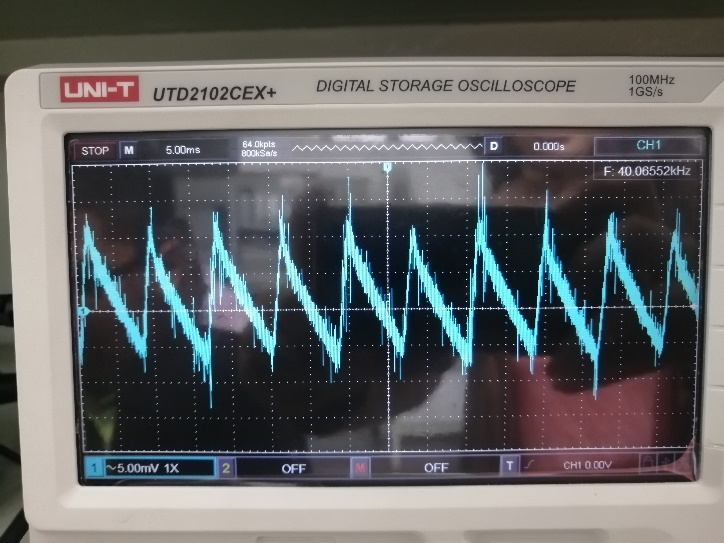 UNI-T UTD2102CEX+ DIGITAL STORAGE OSCILLOSCOPE 100MHz
1GS/s
STOP M 5.00ms 64.0kpts D 0.000s CH1
800kSa/s
F: 40.06552kHz
1 ~5.00mV 1X 2 OFF M OFF T CH1 0.00V